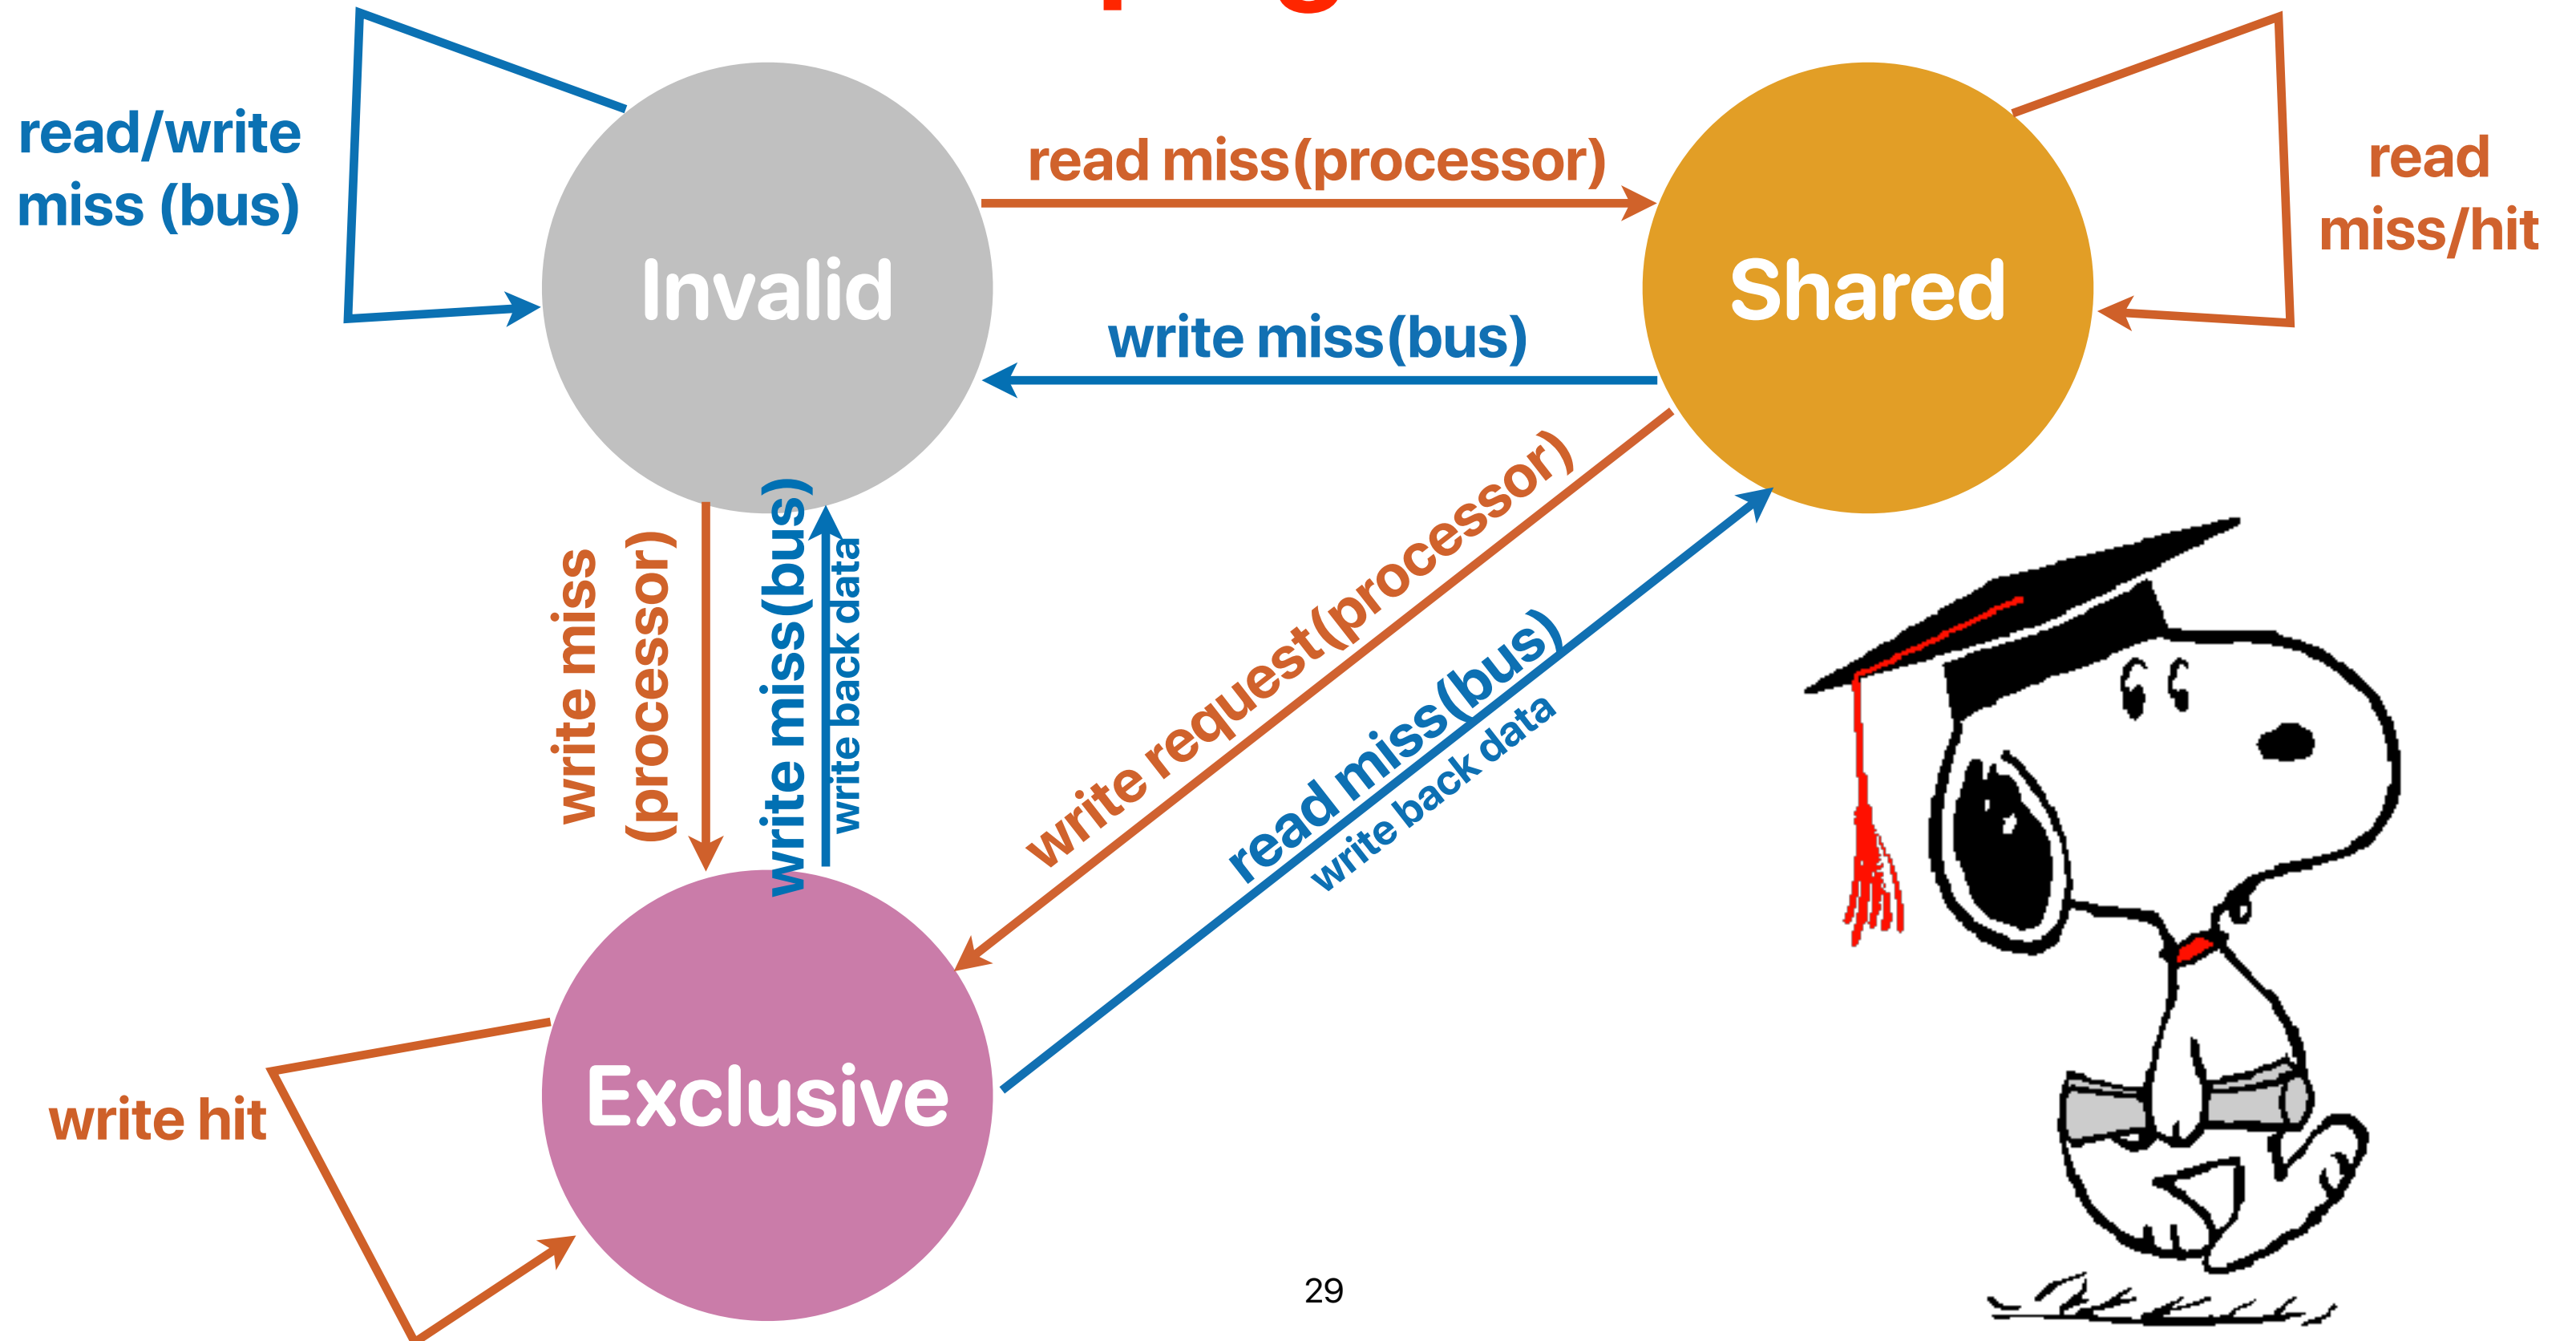 read/write
miss (bus)
Invalid
read miss(processor)
write miss(bus)
Shared
read
miss/hit
write miss
(processor)
write miss(bus)
write back data
write request(processor)
read miss(bus)
write back data
Exclusive
write hit
29